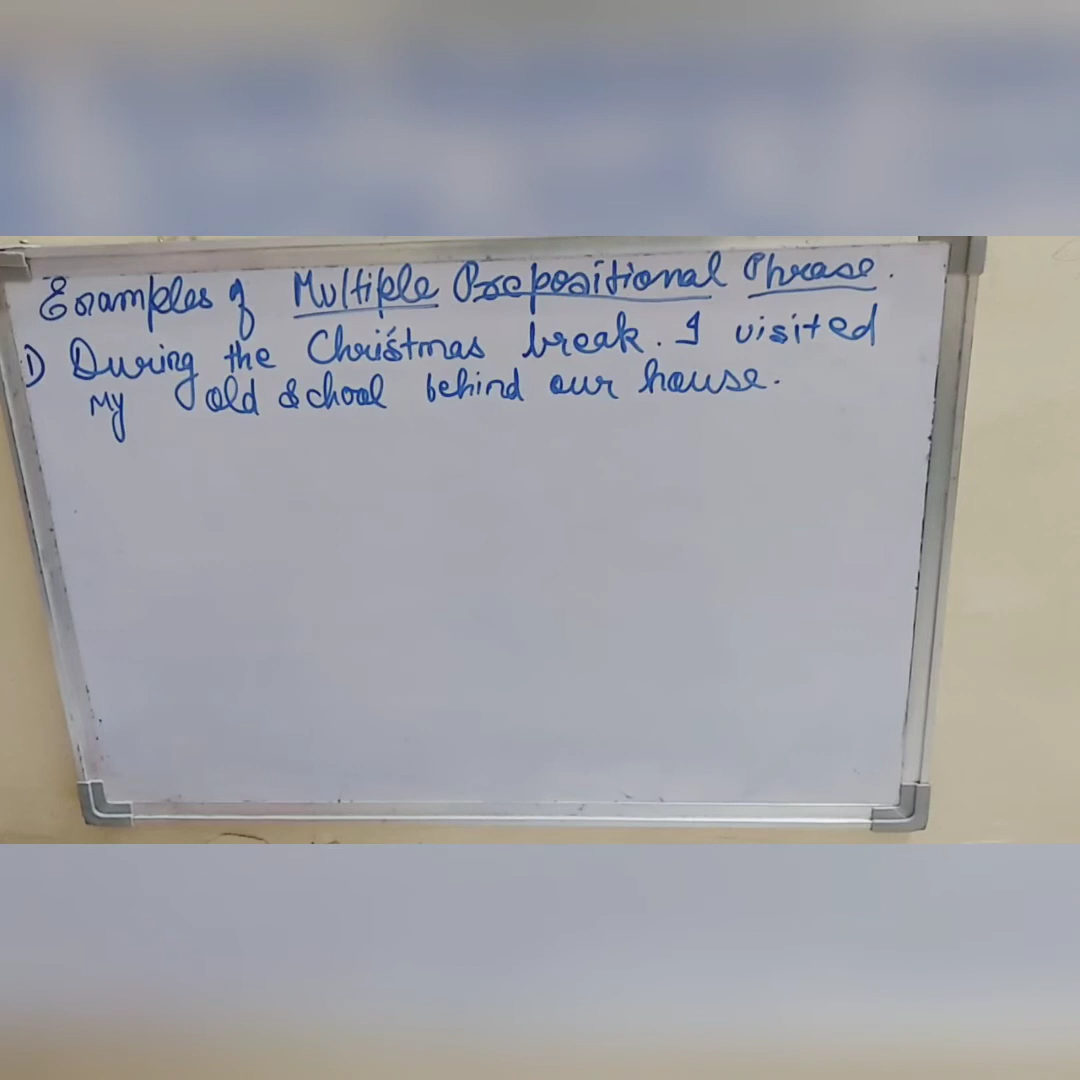 Examples of Multiple Prepositional Phrase.
1) During the Christmas break. I visited
My old school behind our house.